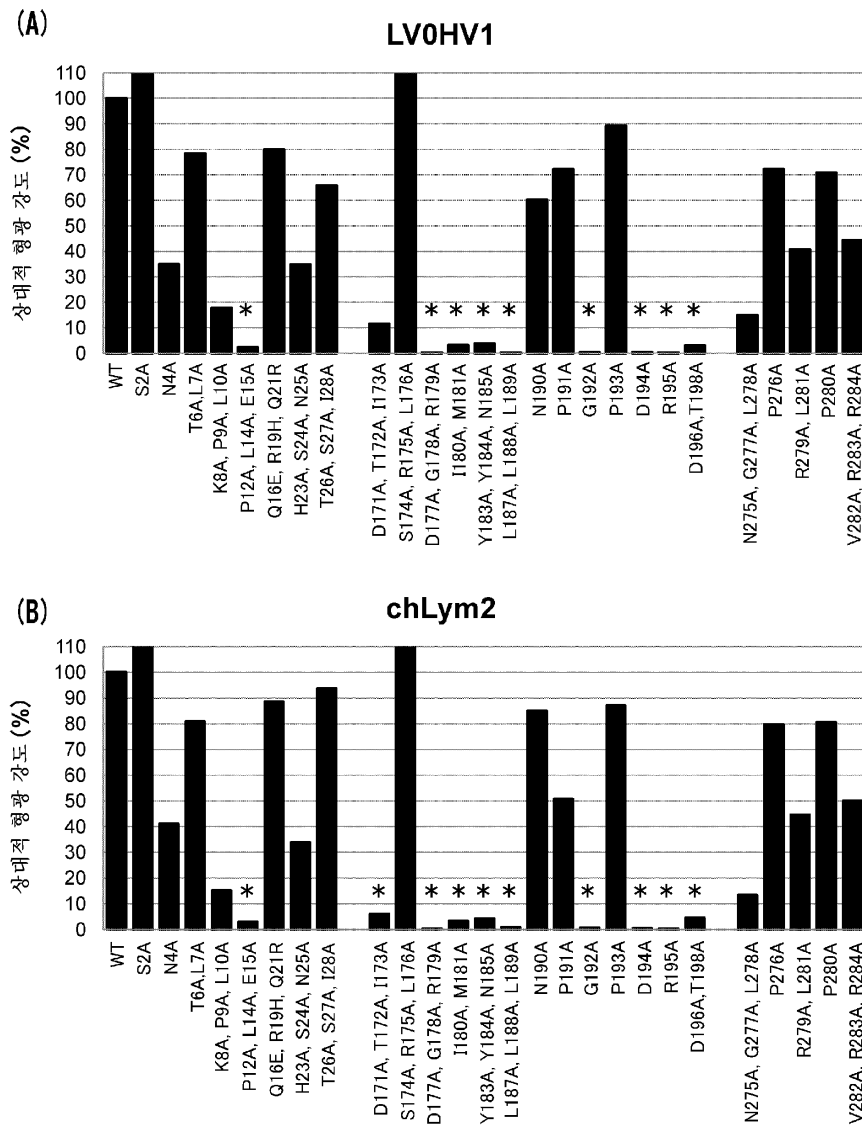 (A)
LV0HV1
상대적 형광 강도 (%)
110
100
90
80
70
60
50
40
30
20
10
0
* * * * * * * * *
WT
S2A
N4A
T6A,L7A
K8A, P9A, L10A
P12A, L14A, E15A
Q16E, R19H, Q21R
H23A, S24A, N25A
T26A, S27A, I28A
D171A, T172A, I173A
S174A, R175A, L176A
D177A, G178A, R179A
I180A, M181A
Y183A, Y184A, N185A
L187A, L188A, L189A
N190A
P191A
G192A
P193A
D194A
R195A
D196A,T198A
N275A, G277A, L278A
P276A
R279A, L281A
P280A
V282A, R283A, R284A
(B)
chLym2
상대적 형광 강도 (%)
110
100
90
80
70
60
50
40
30
20
10
0
* * * * * * * * * *
WT
S2A
N4A
T6A,L7A
K8A, P9A, L10A
P12A, L14A, E15A
Q16E, R19H, Q21R
H23A, S24A, N25A
T26A, S27A, I28A
D171A, T172A, I173A
S174A, R175A, L176A
D177A, G178A, R179A
I180A, M181A
Y183A, Y184A, N185A
L187A, L188A, L189A
N190A
P191A
G192A
P193A
D194A
R195A
D196A,T198A
N275A, G277A, L278A
P276A
R279A, L281A
P280A
V282A, R283A, R284A